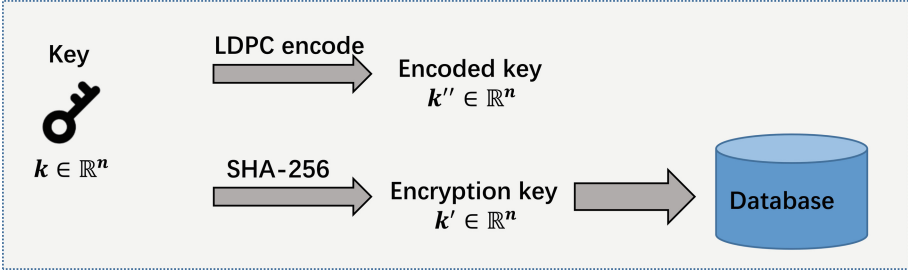 Key
k ∈ ℝⁿ
LDPC encode
Encoded key
k′′ ∈ ℝⁿ
SHA-256
Encryption key
k′ ∈ ℝⁿ
Database